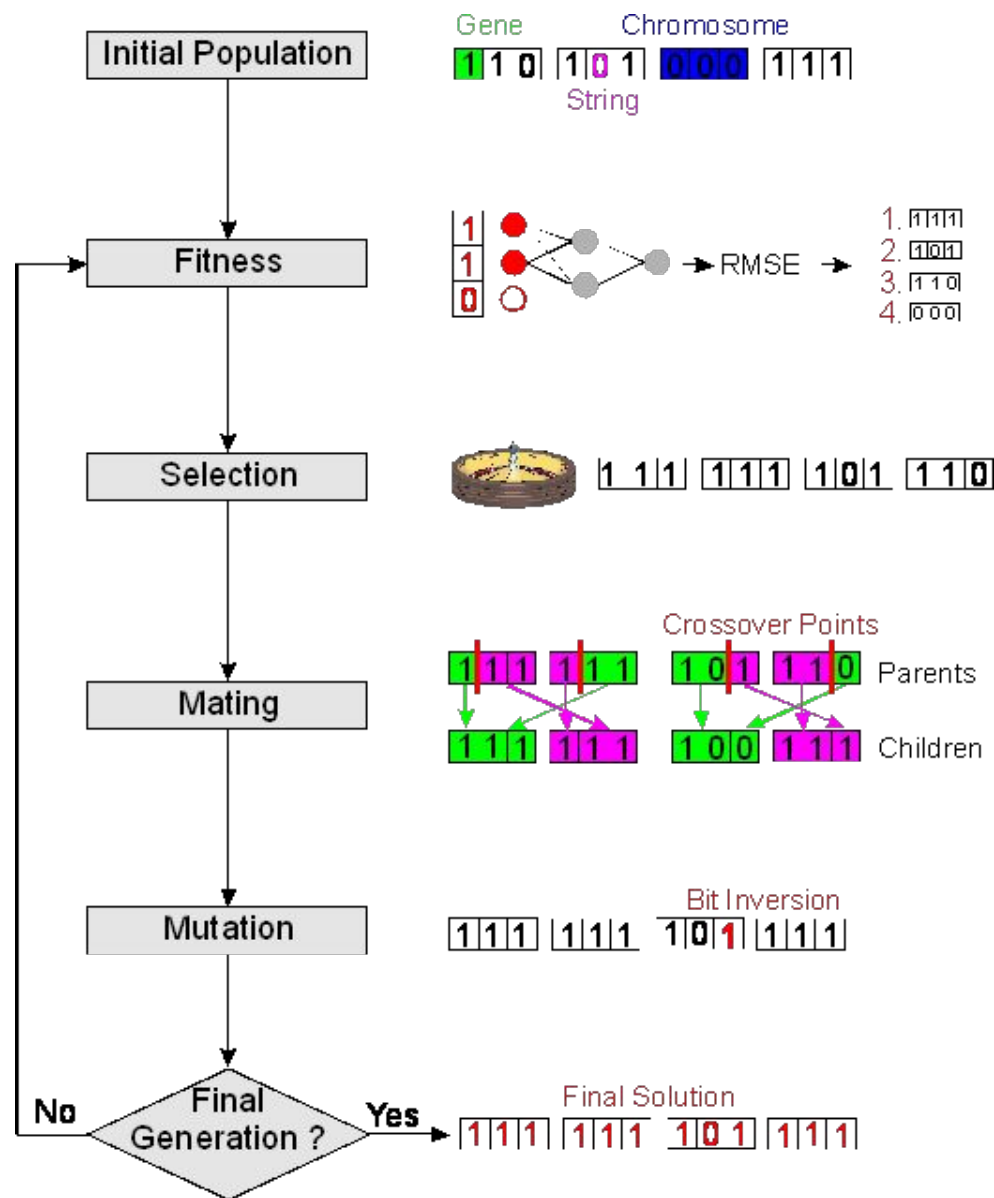 Gene Chromosome
Initial Population
1 1 0 1 0 1 0 0 0 1 1 1
String
1
1
0
Fitness
RMSE
1. 1 1 1
2. 1 0 1
3. 1 1 0
4. 0 0 0
Selection
1 1 1 1 1 1 1 0 1 1 1 0
Crossover Points
1 1 1 1 1 1 1 0 1 1 1 0 Parents
Mating
1 1 1 1 1 1 1 0 0 1 1 1 Children
Bit Inversion
Mutation
1 1 1 1 1 1 1 0 1 1 1 1
Final Generation ?
No
Yes
Final Solution
1 1 1 1 1 1 1 0 1 1 1 1